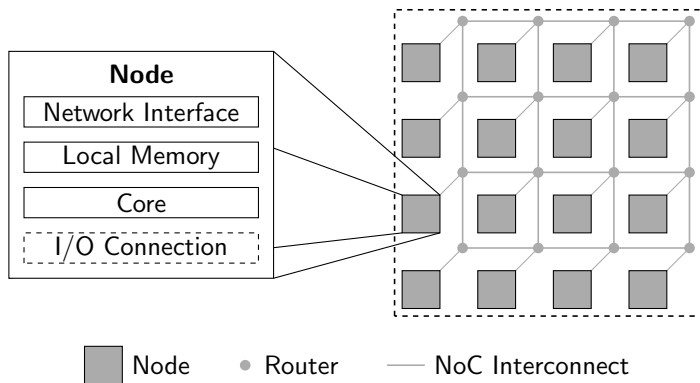 Node
Network Interface
Local Memory
Core
I/O Connection
Node
Router
NoC Interconnect